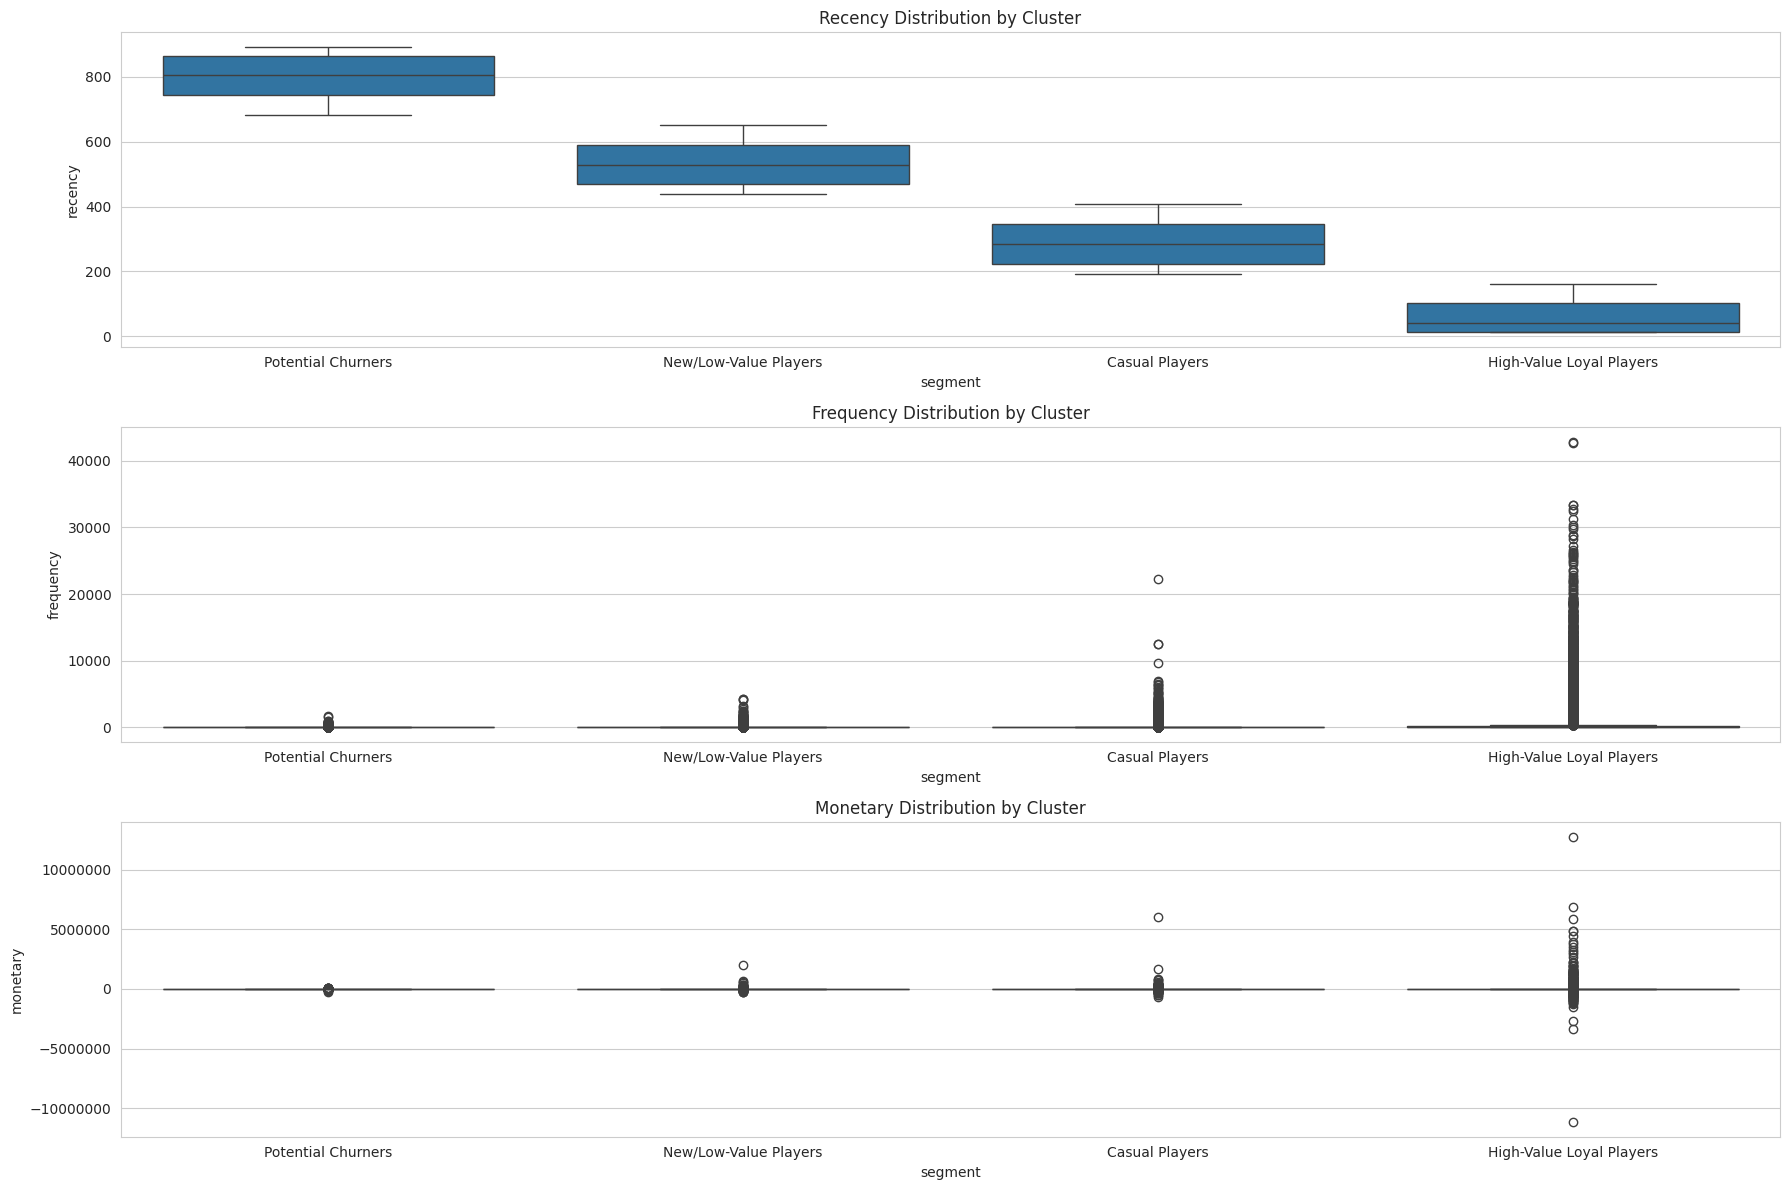 Recency Distribution by Cluster
800
600
400
200
0
recency
Potential Churners New/Low-Value Players Casual Players High-Value Loyal Players
segment
Frequency Distribution by Cluster
40000
30000
20000
10000
0
frequency
Potential Churners New/Low-Value Players Casual Players High-Value Loyal Players
segment
Monetary Distribution by Cluster
10000000
5000000
0
−5000000
−10000000
monetary
Potential Churners New/Low-Value Players Casual Players High-Value Loyal Players
segment